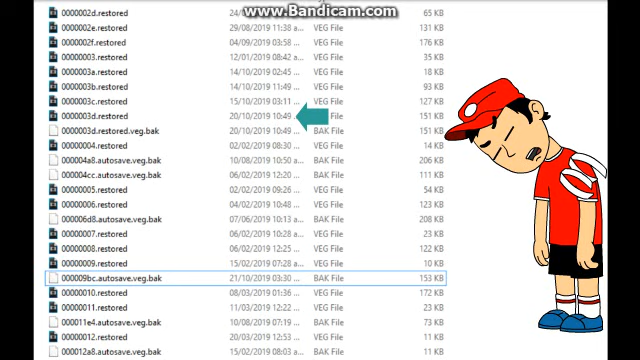 www.Bandicam.com
0000002d.restored 24/ VEG File 65 KB
0000002e.restored 29/08/2019 11:38 a... VEG File 131 KB
0000002f.restored 04/09/2019 03:58 ... VEG File 176 KB
00000003.restored 12/01/2019 08:42 a... VEG File 35 KB
0000003a.restored 14/10/2019 02:45 ... VEG File 18 KB
0000003b.restored 14/10/2019 11:49 ... VEG File 93 KB
0000003c.restored 15/10/2019 03:11 ... VEG File 127 KB
0000003d.restored 20/10/2019 10:49 ... VEG File 151 KB
0000003d.restored.veg.bak 20/10/2019 10:49 ... BAK File 151 KB
00000004.restored 02/02/2019 08:30 ... VEG File 14 KB
000004a8.autosave.veg.bak 10/08/2019 10:50 a... BAK File 206 KB
000004cc.autosave.veg.bak 06/02/2019 12:20 ... BAK File 111 KB
00000005.restored 02/02/2019 09:26 ... VEG File 54 KB
00000006.restored 04/02/2019 10:48 ... VEG File 123 KB
000006d8.autosave.veg.bak 07/06/2019 10:13 a... BAK File 208 KB
00000007.restored 04/02/2019 10:28 ... VEG File 23 KB
00000008.restored 06/02/2019 12:25 ... VEG File 122 KB
00000009.restored 15/02/2019 07:28 a... VEG File 10 KB
000009bc.autosave.veg.bak 21/10/2019 03:30 ... BAK File 153 KB
00000010.restored 08/03/2019 01:36 ... VEG File 172 KB
00000011.restored 11/03/2019 12:22 ... VEG File 23 KB
000011e4.autosave.veg.bak 10/08/2019 07:19 ... BAK File 73 KB
00000012.restored 13/03/2019 12:40 ... VEG File 11 KB
000012a8.autosave.veg.bak 15/02/2019 08:03 a... BAK File 11 KB